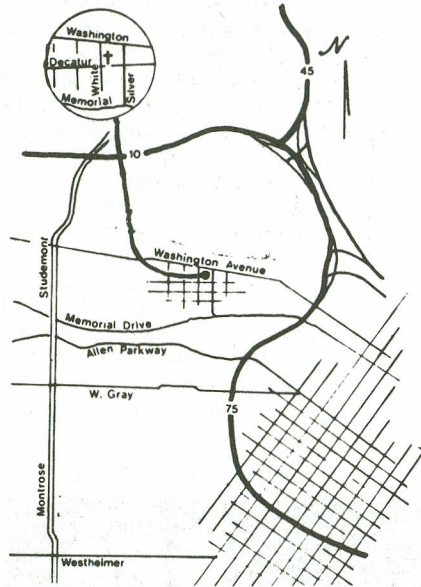 Washington
Decatur
White
Silver
Memorial
N
45
10
Studemont
Washington Avenue
Memorial Drive
Allen Parkway
W. Gray
75
Montrose
Westheimer